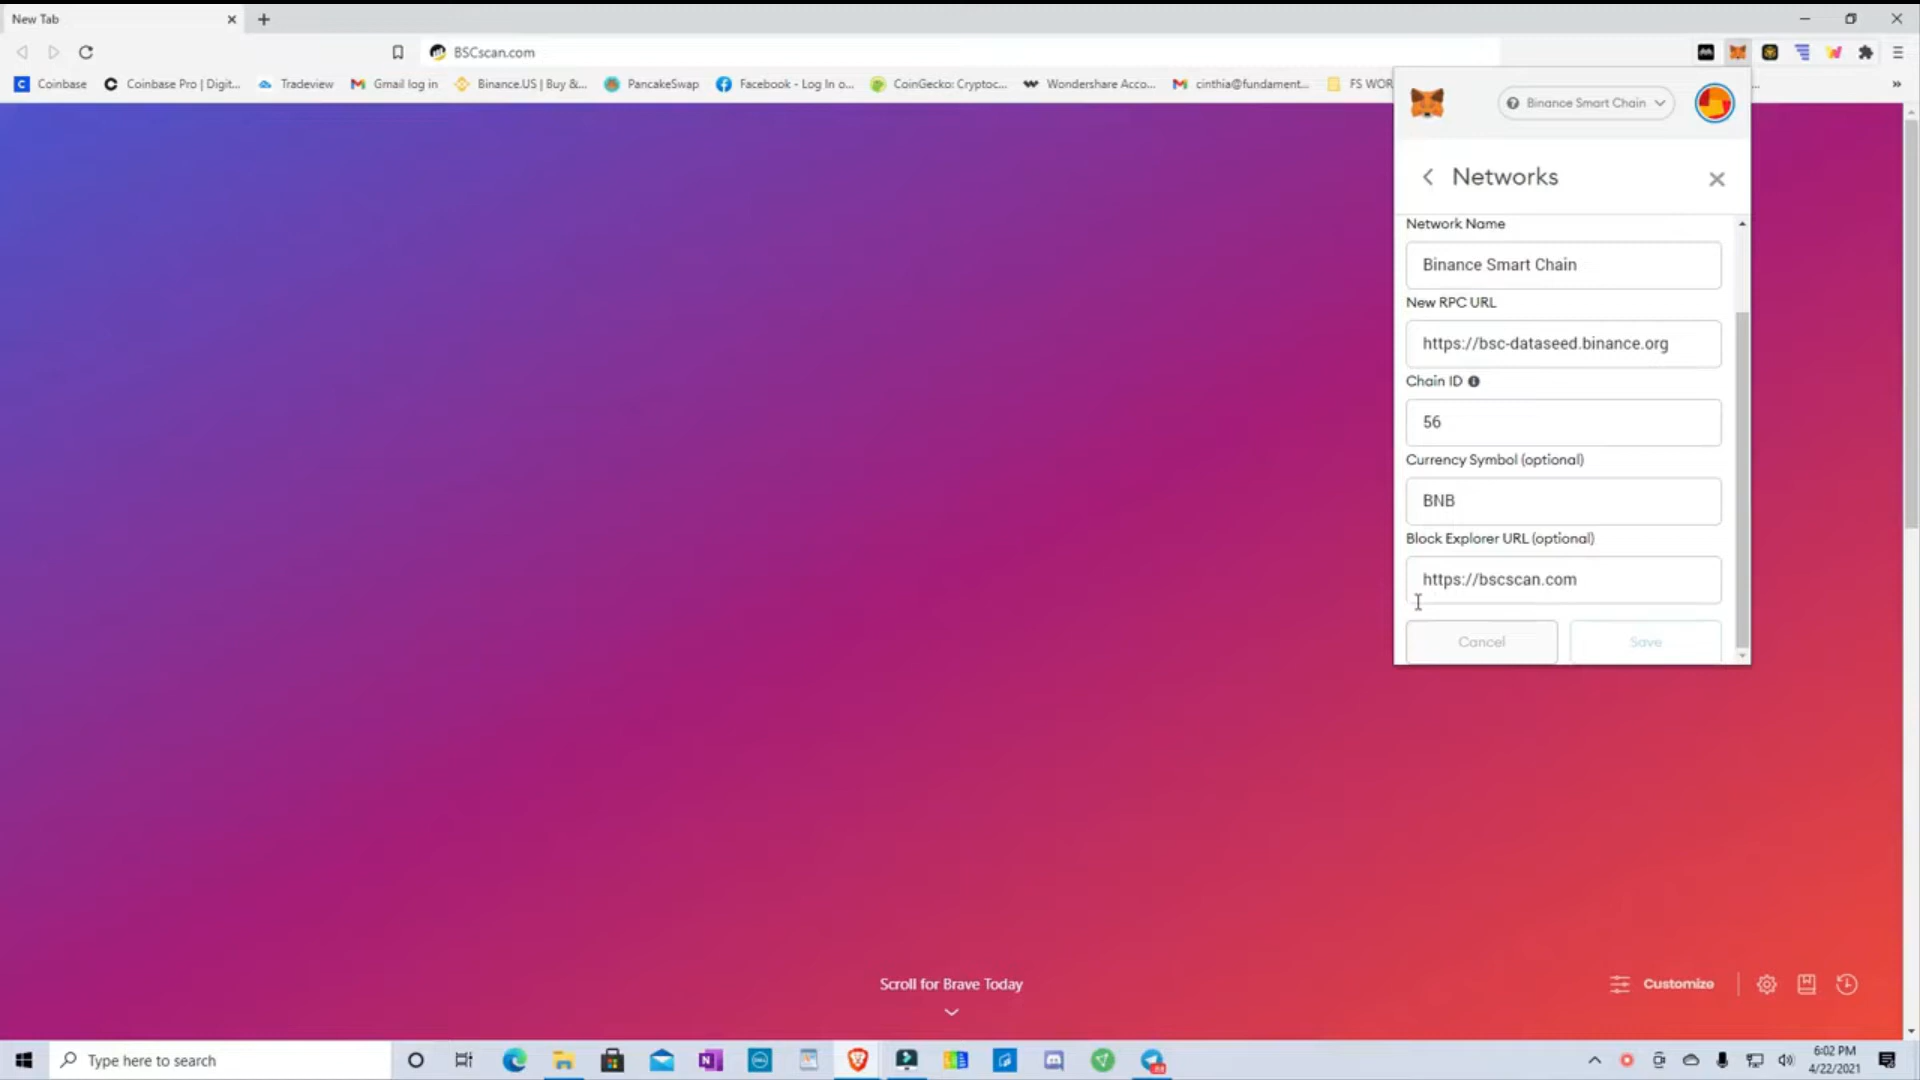 New Tab
BSCscan.com
Coinbase
Coinbase Pro | Digit...
Tradeview
Gmail log in
Binance.US | Buy &...
PancakeSwap
Facebook - Log In o...
CoinGecko: Cryptoc...
Wondershare Acco...
cinthia@fundament...
FS WOR
Binance Smart Chain
Networks
Network Name
Binance Smart Chain
New RPC URL
https://bsc-dataseed.binance.org
Chain ID
56
Currency Symbol (optional)
BNB
Block Explorer URL (optional)
https://bscscan.com
Cancel
Save
Scroll for Brave Today
Customize
Type here to search
6:02 PM
4/22/2021